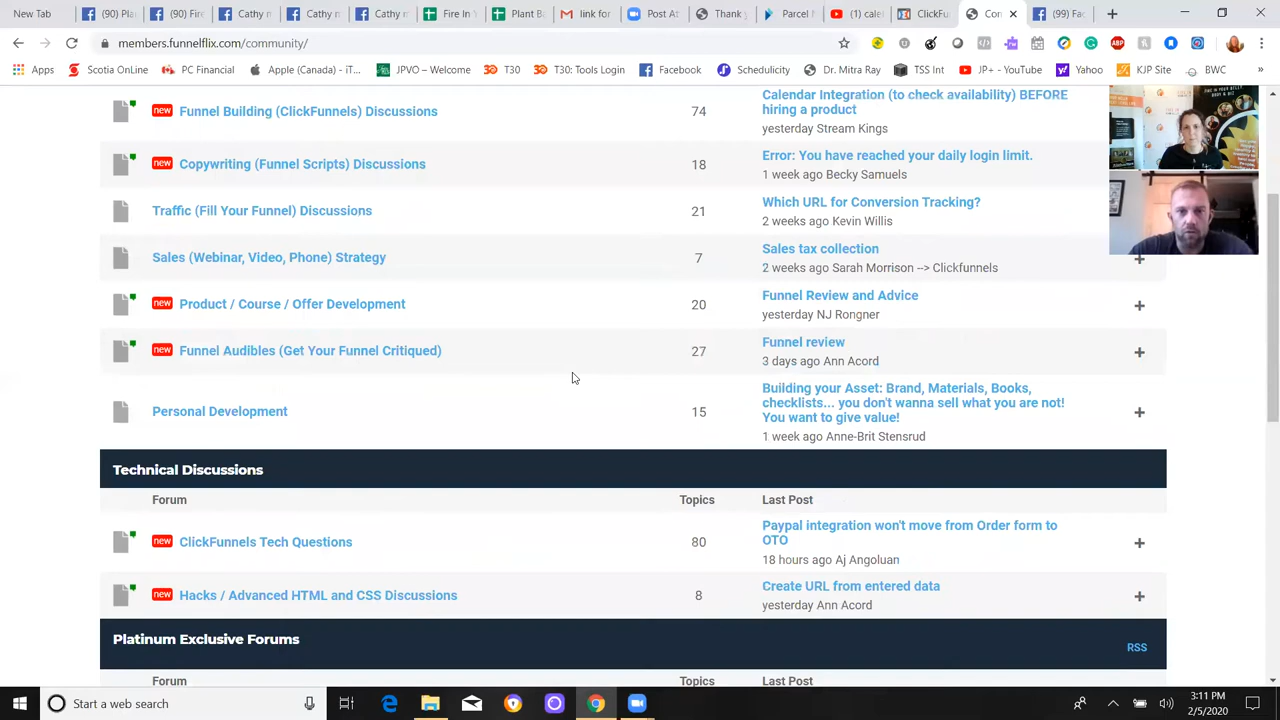 New Tab
(90) Pla
Face
Cathy m
Face
Cathy m
Face
Cathy m
Fire In Y
Plant B
link for
Post At
Thank y
Parcel M
(1) cale
ClickFu
Con
(99) Fac
members.funnelflix.com/community/
ABP
Apps
Scotia OnLine
PC Financial
Apple (Canada) - iT...
JPVO – Welcome
T30
T30: Tools Login
Facebook
Schedulicity
Dr. Mitra Ray
TSS Int
JP+ - YouTube
Yahoo
KJP Site
BWC
»
new Funnel Building (ClickFunnels) Discussions
74
Calendar Integration (to check availability) BEFORE
hiring a product
yesterday Stream Kings
new Copywriting (Funnel Scripts) Discussions
18
Error: You have reached your daily login limit.
1 week ago Becky Samuels
Traffic (Fill Your Funnel) Discussions
21
Which URL for Conversion Tracking?
2 weeks ago Kevin Willis
Sales (Webinar, Video, Phone) Strategy
7
Sales tax collection
2 weeks ago Sarah Morrison --> Clickfunnels
new Product / Course / Offer Development
20
Funnel Review and Advice
yesterday NJ Rongner
new Funnel Audibles (Get Your Funnel Critiqued)
27
Funnel review
3 days ago Ann Acord
Personal Development
15
Building your Asset: Brand, Materials, Books,
checklists... you don't wanna sell what you are not!
You want to give value!
1 week ago Anne-Brit Stensrud
Technical Discussions
Forum
Topics
Last Post
new ClickFunnels Tech Questions
80
Paypal integration won't move from Order form to
OTO
18 hours ago Aj Angoluan
new Hacks / Advanced HTML and CSS Discussions
8
Create URL from entered data
yesterday Ann Acord
Platinum Exclusive Forums
RSS
Forum
Topics
Last Post
Start a web search
3:11 PM
2/5/2020